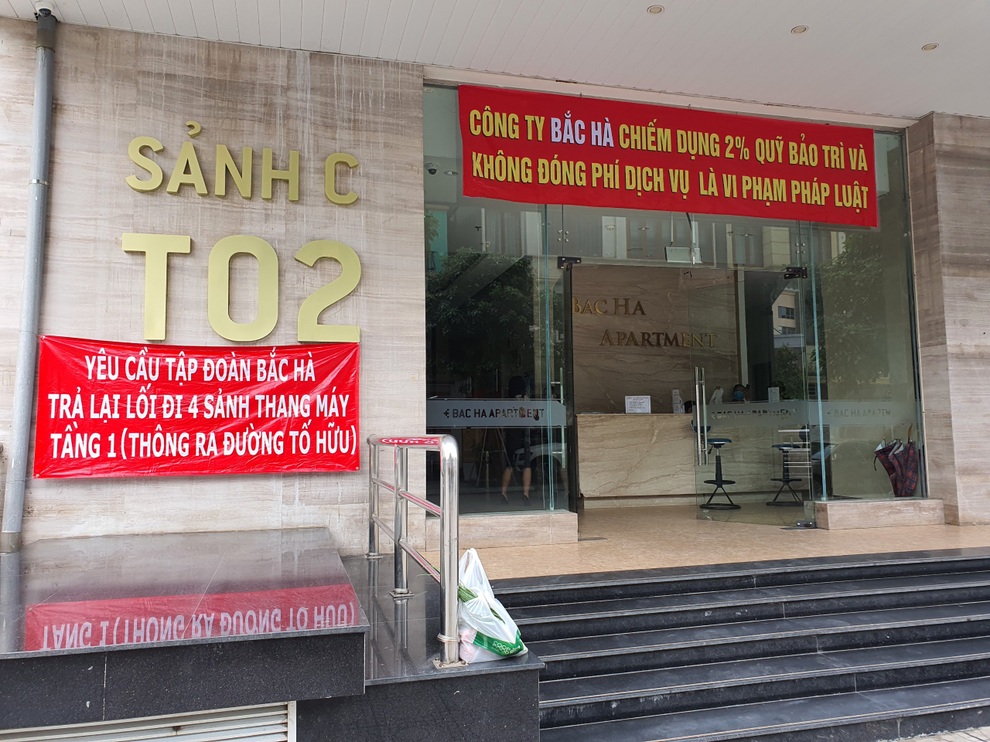 SẢNH C
T02
CÔNG TY BẮC HÀ CHIẾM DỤNG 2% QUỸ BẢO TRÌ VÀ
KHÔNG ĐÓNG PHÍ DỊCH VỤ LÀ VI PHẠM PHÁP LUẬT
BAC HA
APARTMENT
YÊU CẦU TẬP ĐOÀN BẮC HÀ
TRẢ LẠI LỐI ĐI 4 SẢNH THANG MÁY
TẦNG 1 (THÔNG RA ĐƯỜNG TỐ HỮU)
BAC HA APARTMENT
BAC HA APARTM